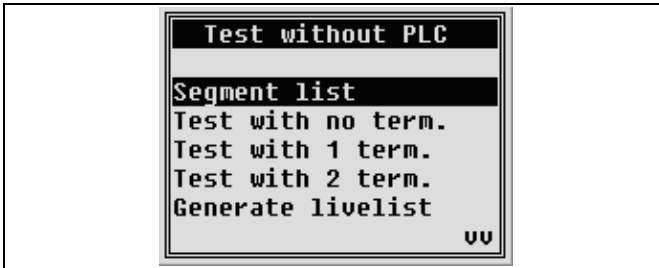 Test without PLC
Segment list
Test with no term.
Test with 1 term.
Test with 2 term.
Generate livelist
vv